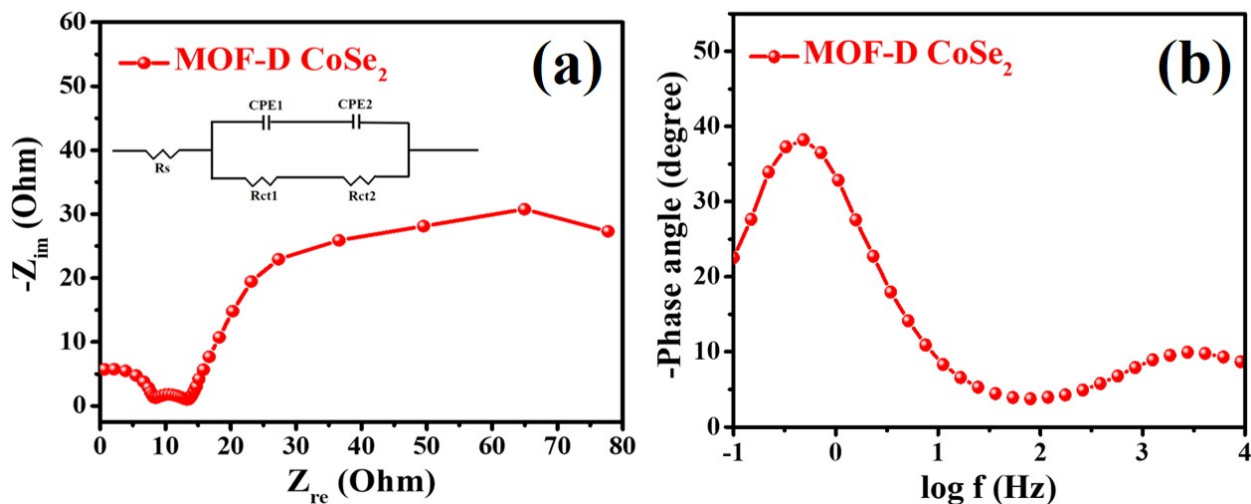 (a)
MOF-D CoSe₂
CPE1 CPE2
Rs
Rct1 Rct2
-Z_im (Ohm)
60
50
40
30
20
10
0
0 10 20 30 40 50 60 70 80
Z_re (Ohm)
(b)
MOF-D CoSe₂
-Phase angle (degree)
50
40
30
20
10
0
-1 0 1 2 3 4
log f (Hz)